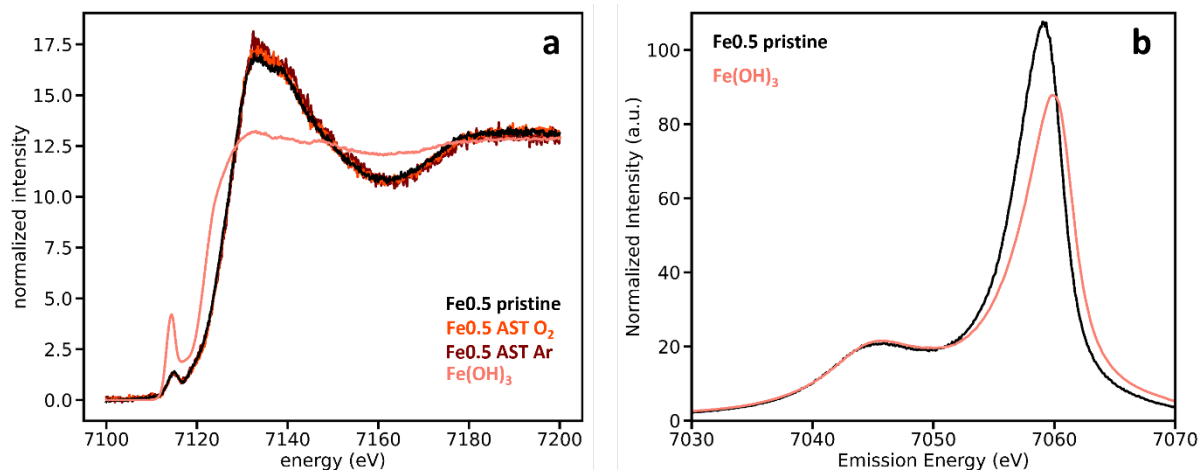 a
17.5
15.0
12.5
10.0
7.5
5.0
2.5
0.0
normalized intensity
Fe0.5 pristine
Fe0.5 AST O₂
Fe0.5 AST Ar
Fe(OH)₃
7100 7120 7140 7160 7180 7200
energy (eV)
b
Fe0.5 pristine
Fe(OH)₃
100
80
60
40
20
0
Normalized Intensity (a.u.)
7030 7040 7050 7060 7070
Emission Energy (eV)